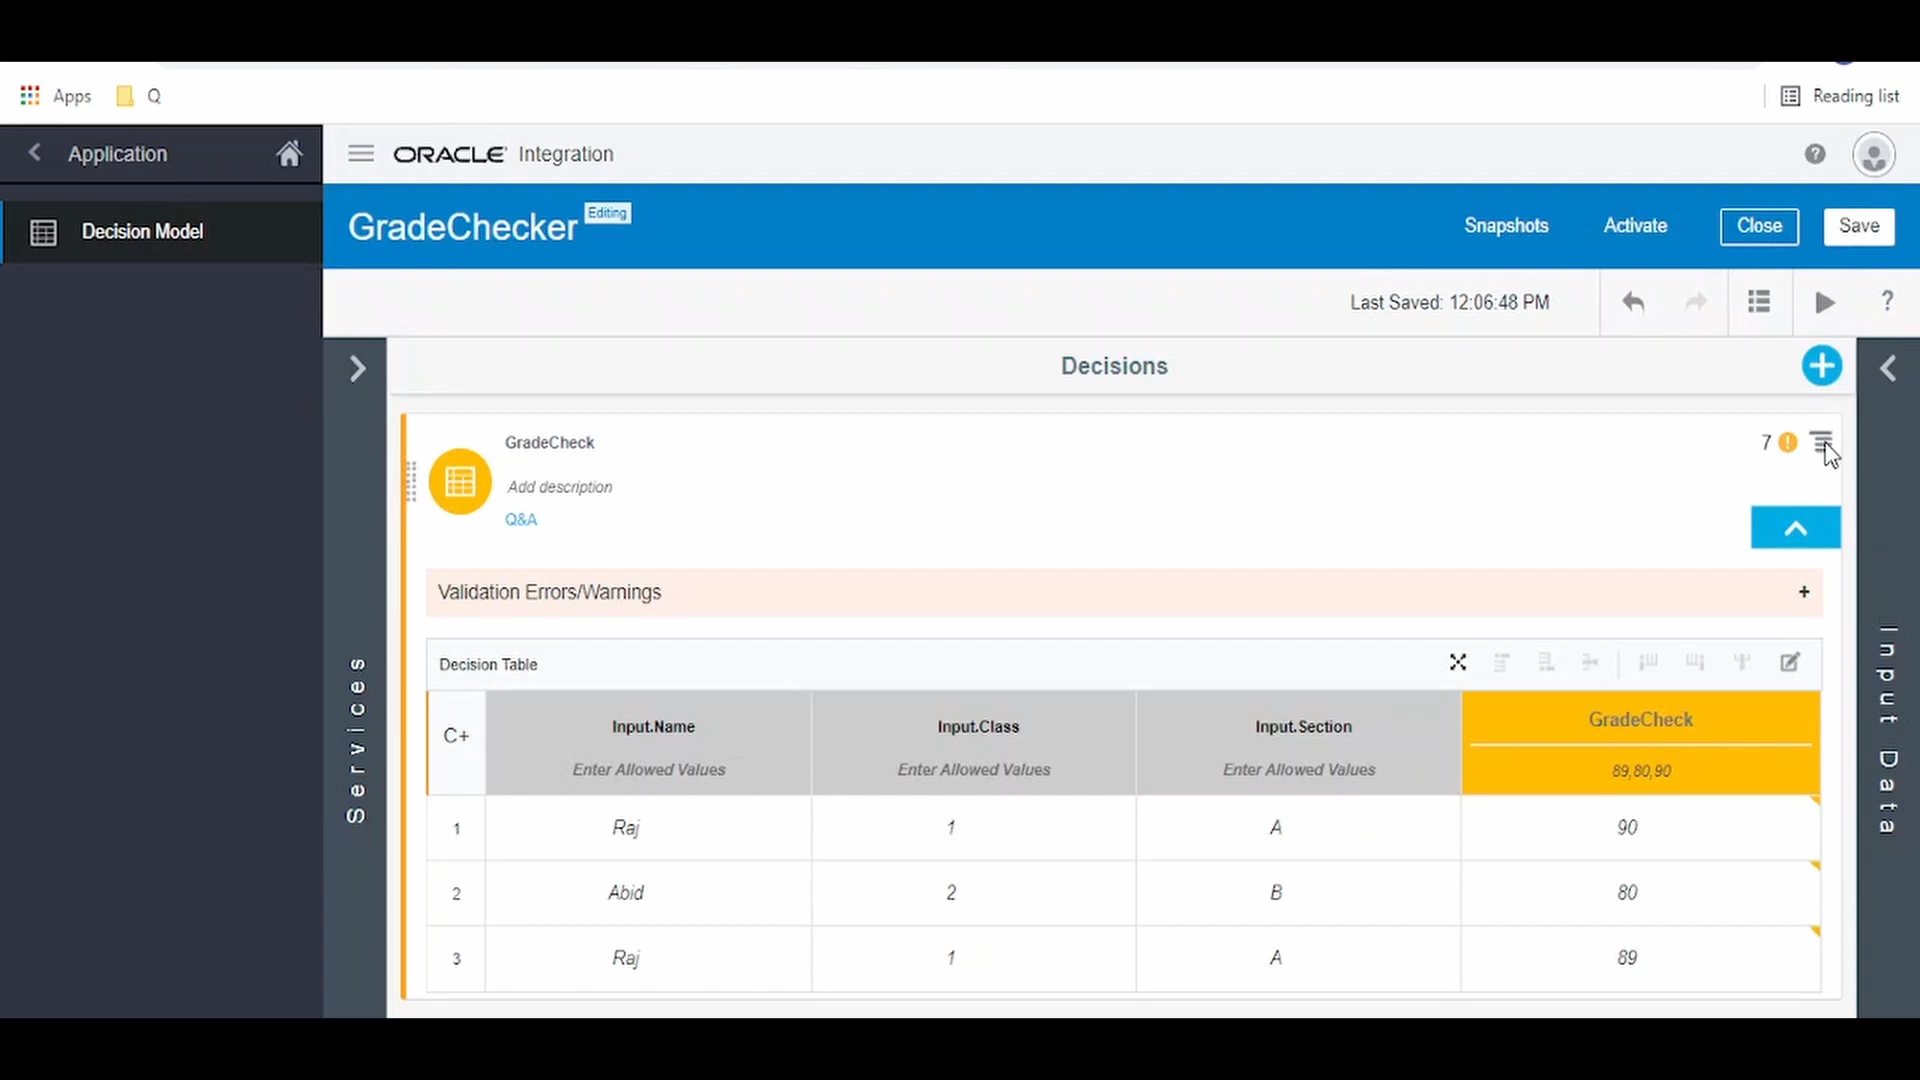 Apps Q Reading list
Application ORACLE Integration ?
Decision Model GradeChecker Editing Snapshots Activate Close Save
Last Saved: 12:06:48 PM ?
Decisions
GradeCheck 7
Add description
Q&A
Validation Errors/Warnings +
Decision Table
C+ Input.Name Input.Class Input.Section GradeCheck
Enter Allowed Values Enter Allowed Values Enter Allowed Values 89,80,90
1 Raj 1 A 90
2 Abid 2 B 80
3 Raj 1 A 89
Services
Input Data